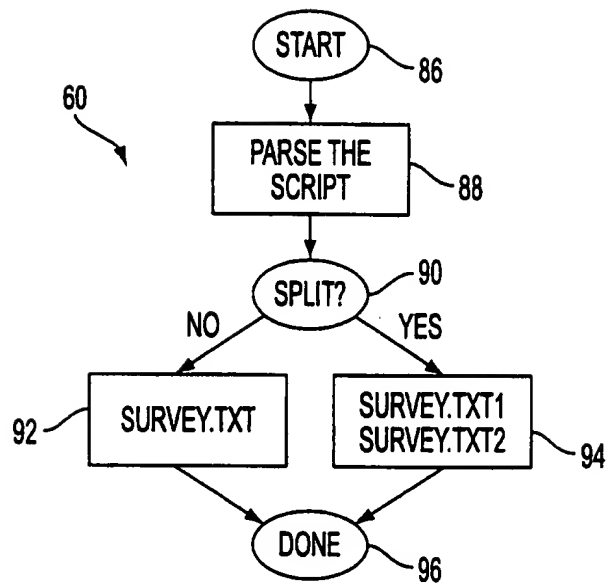 START
86
60
PARSE THE
SCRIPT
88
90
SPLIT?
NO
YES
92
SURVEY.TXT
SURVEY.TXT1
SURVEY.TXT2
94
DONE
96